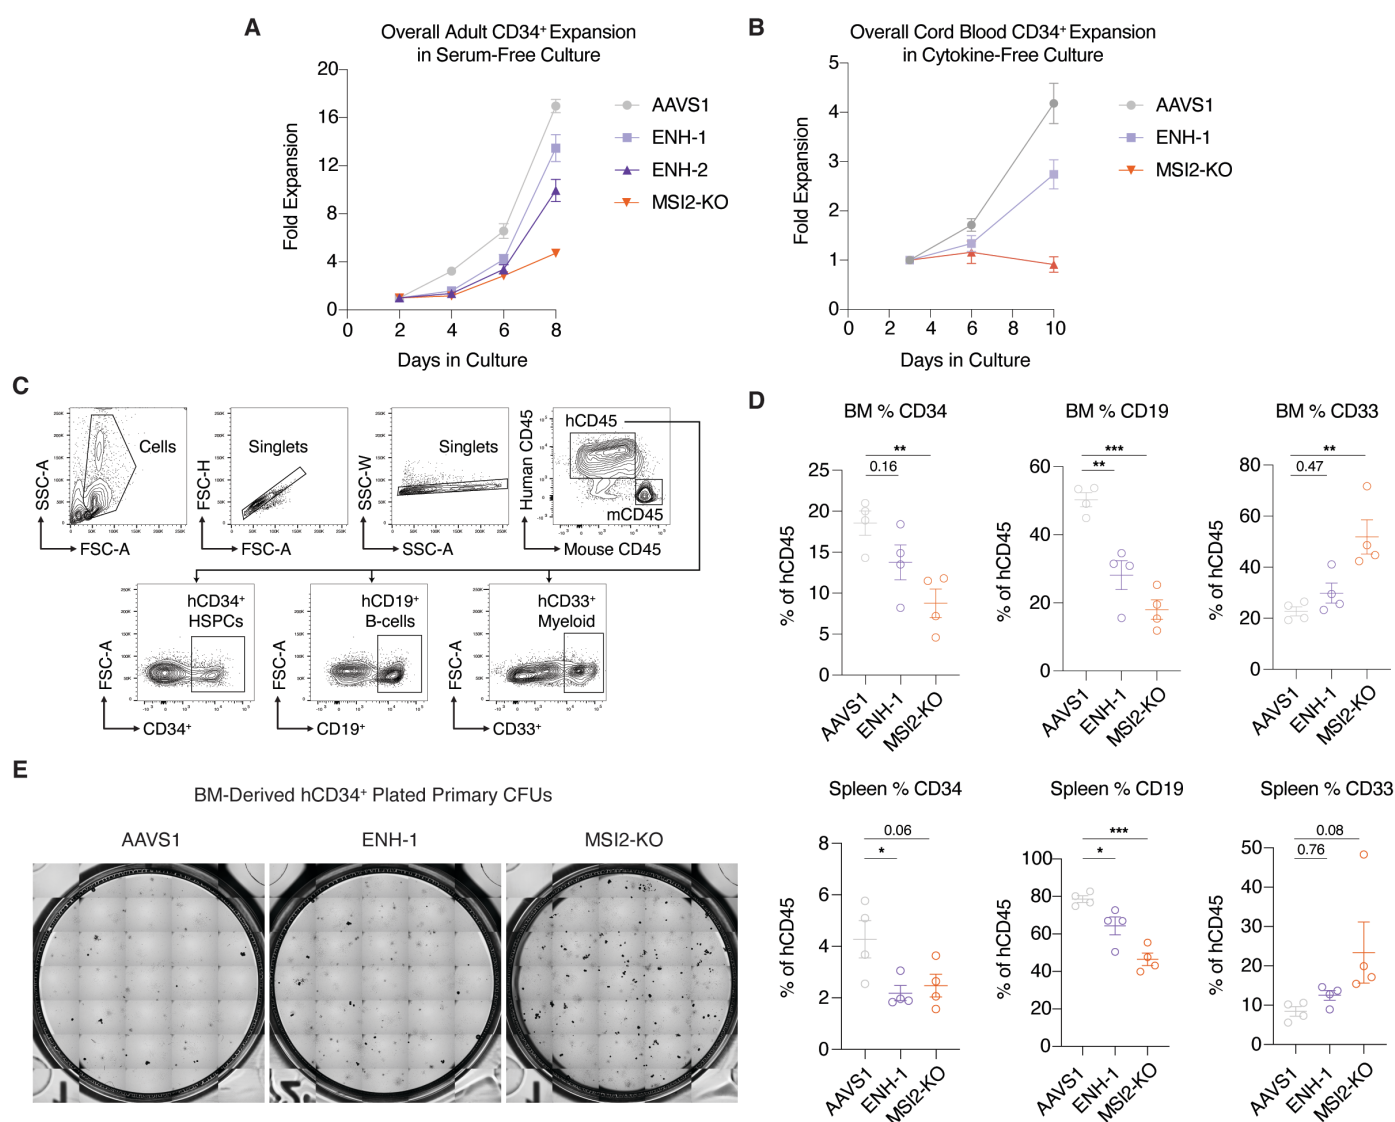 A
Overall Adult CD34⁺ Expansion
in Serum-Free Culture
Fold Expansion
20
16
12
8
4
0
0 2 4 6 8
Days in Culture
AAVS1
ENH-1
ENH-2
MSI2-KO
B
Overall Cord Blood CD34⁺ Expansion
in Cytokine-Free Culture
Fold Expansion
5
4
3
2
1
0
0 2 4 6 8 10
Days in Culture
AAVS1
ENH-1
MSI2-KO
C
SSC-A
Cells
FSC-A
FSC-H
Singlets
FSC-A
SSC-W
Singlets
SSC-A
Human CD45
hCD45
mCD45
Mouse CD45
FSC-A
hCD34⁺
HSPCs
CD34⁺
FSC-A
hCD19⁺
B-cells
CD19⁺
FSC-A
hCD33⁺
Myeloid
CD33⁺
D
BM % CD34
% of hCD45
25
20
15
10
5
0
**
0.16
AAVS1
ENH-1
MSI2-KO
BM % CD19
% of hCD45
60
40
20
0
***
**
AAVS1
ENH-1
MSI2-KO
BM % CD33
% of hCD45
80
60
40
20
0
**
0.47
AAVS1
ENH-1
MSI2-KO
Spleen % CD34
% of hCD45
8
6
4
2
0
0.06
*
AAVS1
ENH-1
MSI2-KO
Spleen % CD19
% of hCD45
100
80
60
40
20
0
***
*
AAVS1
ENH-1
MSI2-KO
Spleen % CD33
% of hCD45
50
40
30
20
10
0
0.08
0.76
AAVS1
ENH-1
MSI2-KO
E
BM-Derived hCD34⁺ Plated Primary CFUs
AAVS1
ENH-1
MSI2-KO